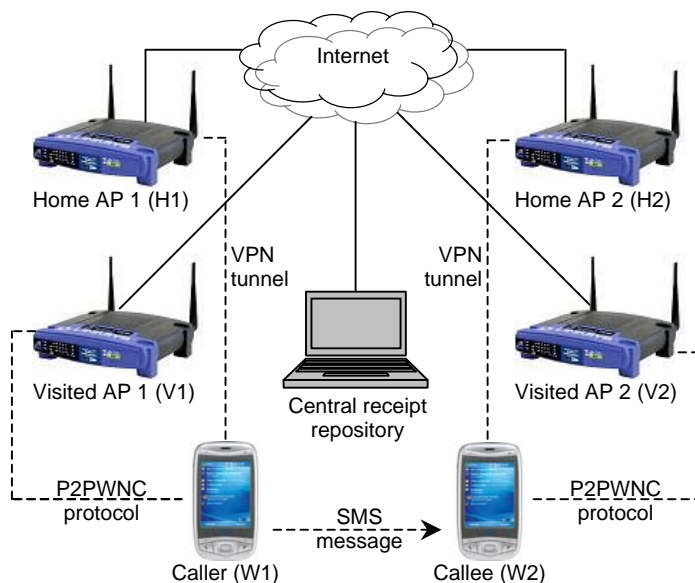 Internet
Home AP 1 (H1)
Home AP 2 (H2)
VPN
tunnel
VPN
tunnel
Visited AP 1 (V1)
Visited AP 2 (V2)
Central receipt
repository
P2PWNC
protocol
SMS
message
P2PWNC
protocol
Caller (W1)
Callee (W2)